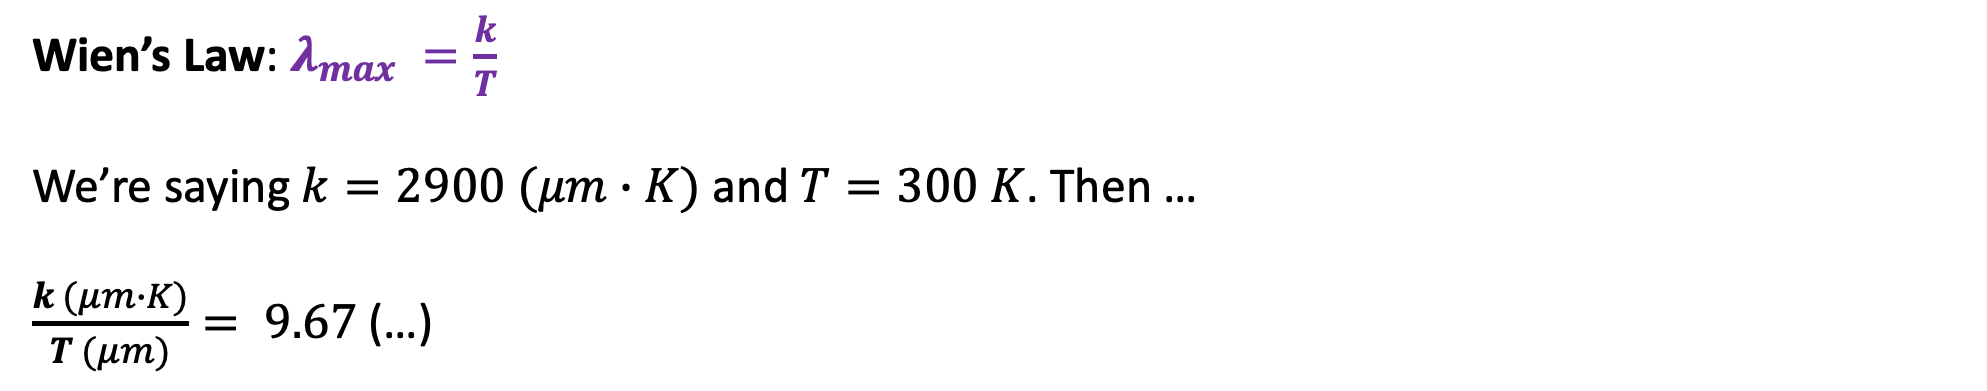 Wien's Law: λmax = k/T
We're saying k = 2900 (μm · K) and T = 300 K. Then ...
k (μm·K) / T (μm) = 9.67 (...)